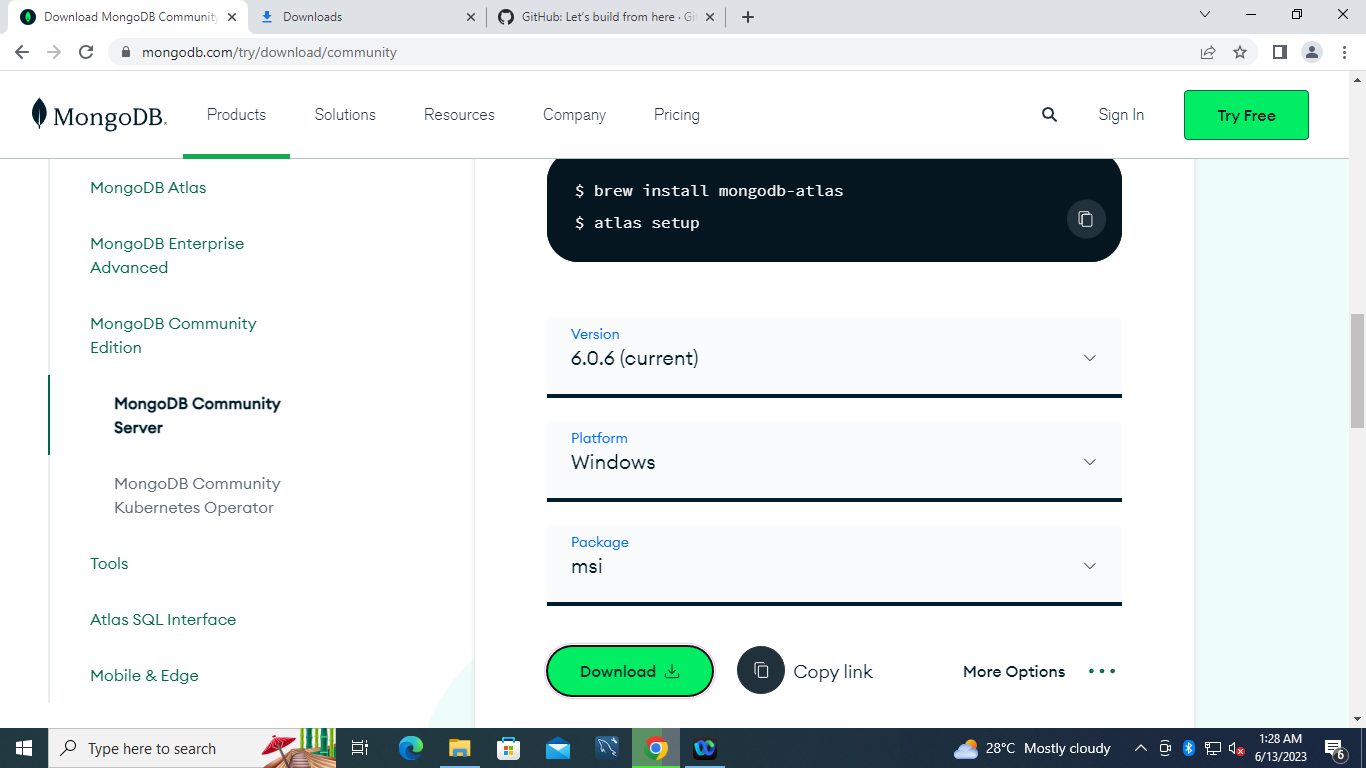 Download MongoDB Community
Downloads
GitHub: Let's build from here · Gi
mongodb.com/try/download/community
MongoDB.
Products
Solutions
Resources
Company
Pricing
Sign In
Try Free
MongoDB Atlas
MongoDB Enterprise
Advanced
MongoDB Community
Edition
MongoDB Community
Server
MongoDB Community
Kubernetes Operator
Tools
Atlas SQL Interface
Mobile & Edge
$ brew install mongodb-atlas
$ atlas setup
Version
6.0.6 (current)
Platform
Windows
Package
msi
Download
Copy link
More Options
Type here to search
28°C Mostly cloudy
1:28 AM
6/13/2023
6